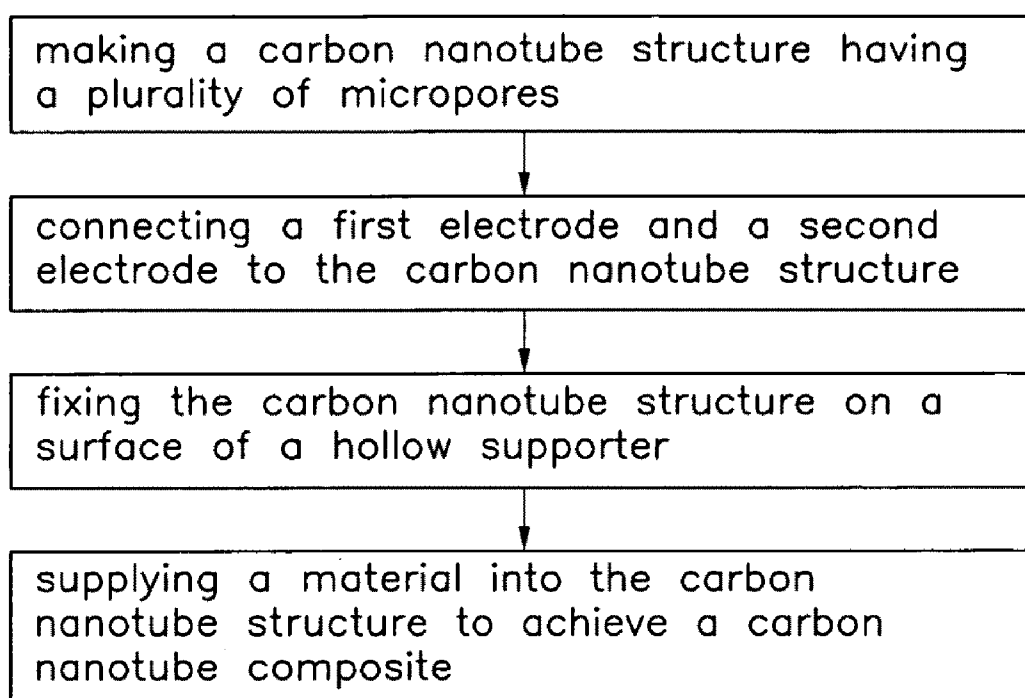 making a carbon nanotube structure having
a plurality of micropores
connecting a first electrode and a second
electrode to the carbon nanotube structure
fixing the carbon nanotube structure on a
surface of a hollow supporter
supplying a material into the carbon
nanotube structure to achieve a carbon
nanotube composite